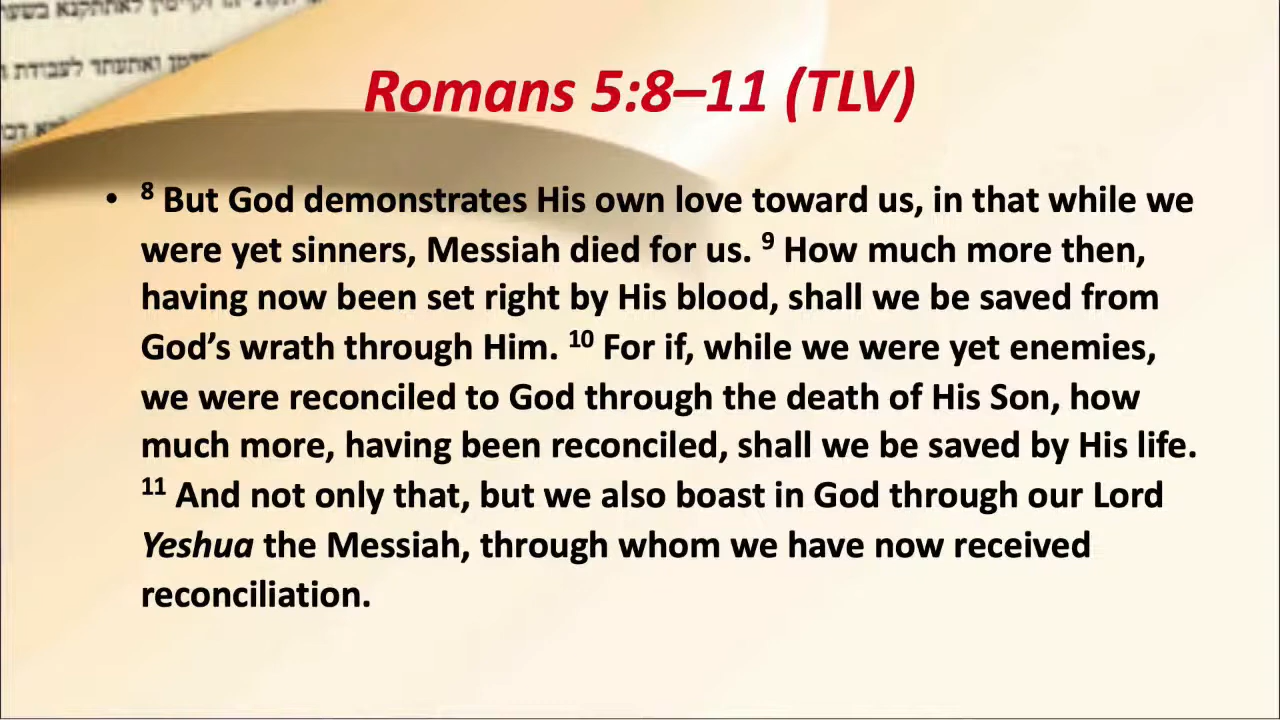 Romans 5:8–11 (TLV)
• ⁸ But God demonstrates His own love toward us, in that while we
were yet sinners, Messiah died for us. ⁹ How much more then,
having now been set right by His blood, shall we be saved from
God’s wrath through Him. ¹⁰ For if, while we were yet enemies,
we were reconciled to God through the death of His Son, how
much more, having been reconciled, shall we be saved by His life.
¹¹ And not only that, but we also boast in God through our Lord
Yeshua the Messiah, through whom we have now received
reconciliation.